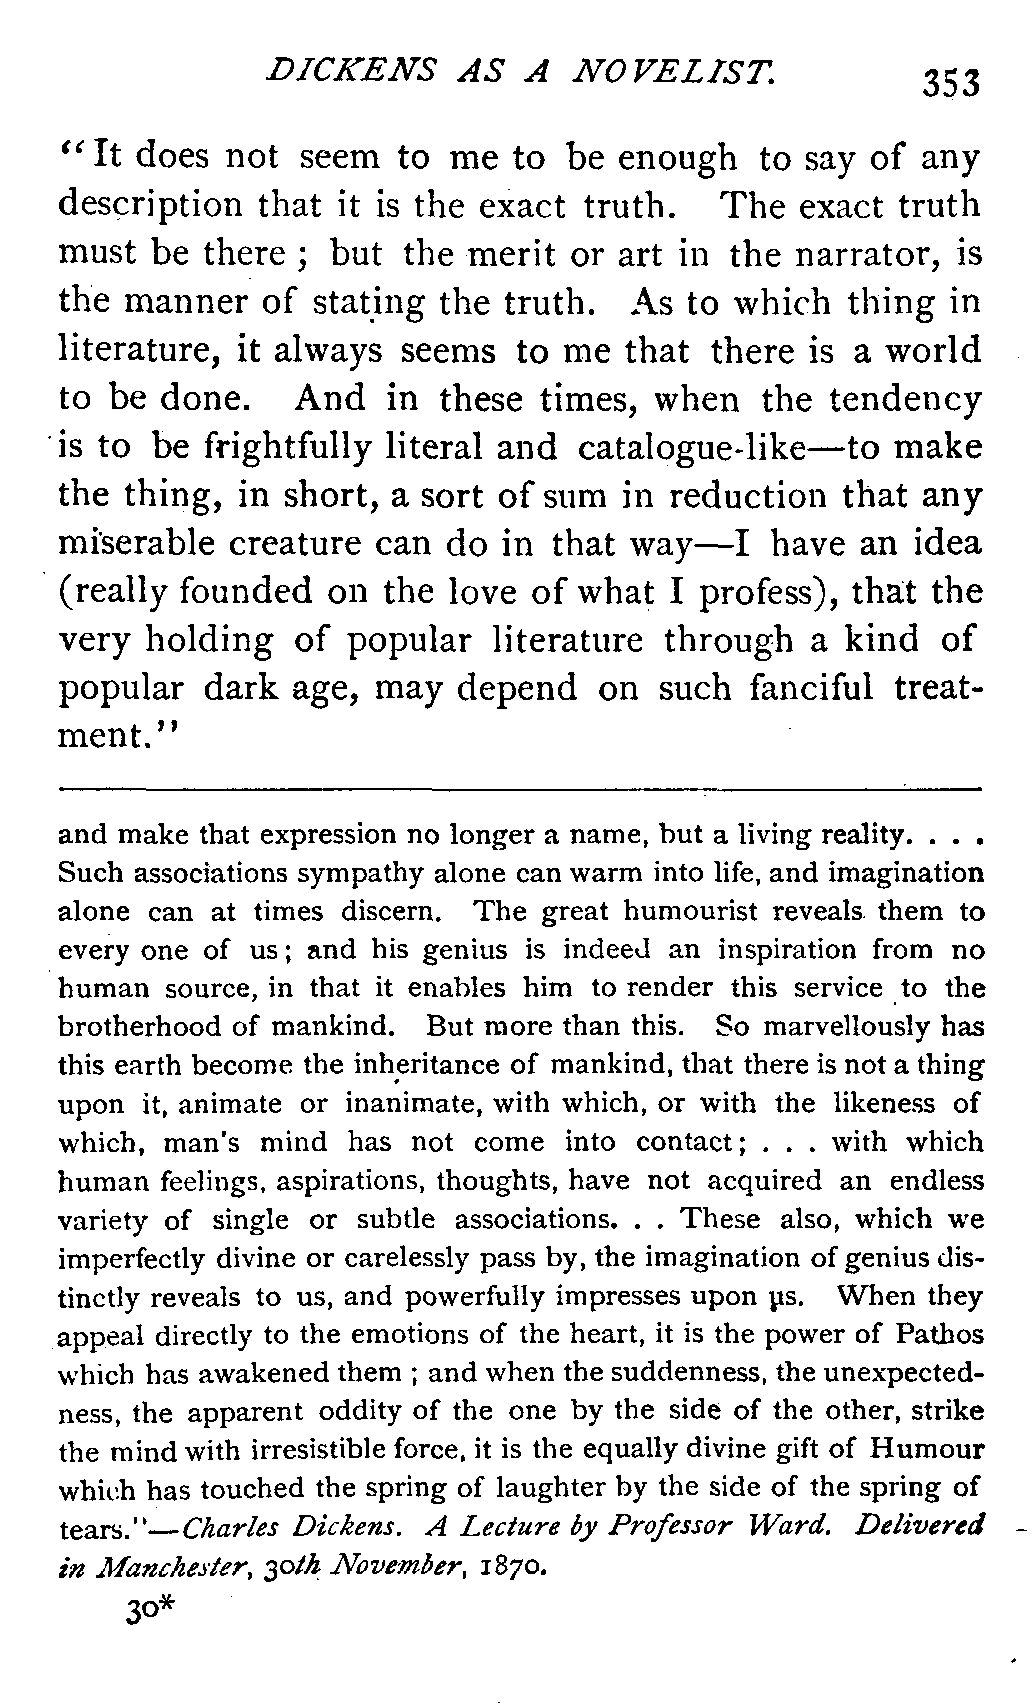 DICKENS AS A NOVELIST.
353
"It does not seem to me to be enough to say of any
description that it is the exact truth. The exact truth
must be there ; but the merit or art in the narrator, is
the manner of stating the truth. As to which thing in
literature, it always seems to me that there is a world
to be done. And in these times, when the tendency
is to be frightfully literal and catalogue-like—to make
the thing, in short, a sort of sum in reduction that any
miserable creature can do in that way—I have an idea
(really founded on the love of what I profess), that the
very holding of popular literature through a kind of
popular dark age, may depend on such fanciful treat-
ment."
and make that expression no longer a name, but a living reality. . . .
Such associations sympathy alone can warm into life, and imagination
alone can at times discern. The great humourist reveals them to
every one of us; and his genius is indeed an inspiration from no
human source, in that it enables him to render this service to the
brotherhood of mankind. But more than this. So marvellously has
this earth become the inheritance of mankind, that there is not a thing
upon it, animate or inanimate, with which, or with the likeness of
which, man's mind has not come into contact; . . . with which
human feelings, aspirations, thoughts, have not acquired an endless
variety of single or subtle associations. . . These also, which we
imperfectly divine or carelessly pass by, the imagination of genius dis-
tinctly reveals to us, and powerfully impresses upon us. When they
appeal directly to the emotions of the heart, it is the power of Pathos
which has awakened them ; and when the suddenness, the unexpected-
ness, the apparent oddity of the one by the side of the other, strike
the mind with irresistible force, it is the equally divine gift of Humour
which has touched the spring of laughter by the side of the spring of
tears."—Charles Dickens. A Lecture by Professor Ward. Delivered
in Manchester, 30th November, 1870.
30*